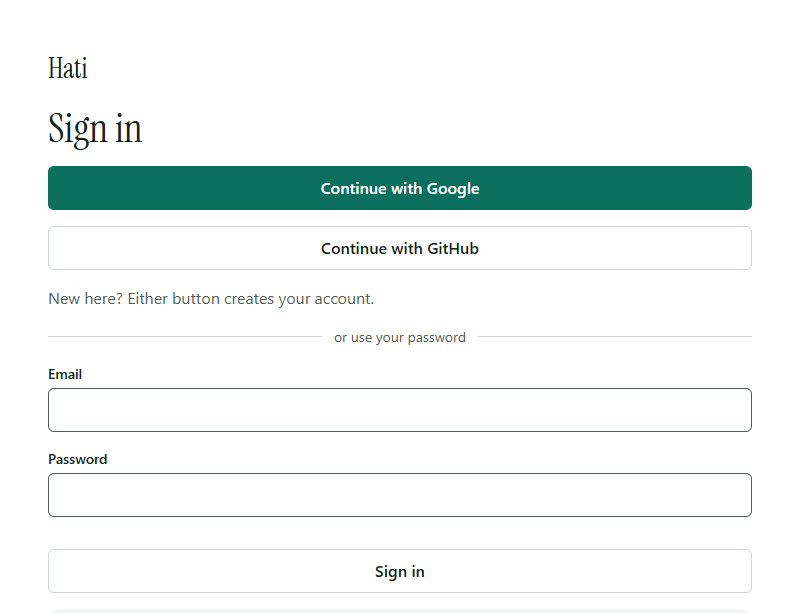 Hati
Sign in
Continue with Google
Continue with GitHub
New here? Either button creates your account.
or use your password
Email
Password
Sign in